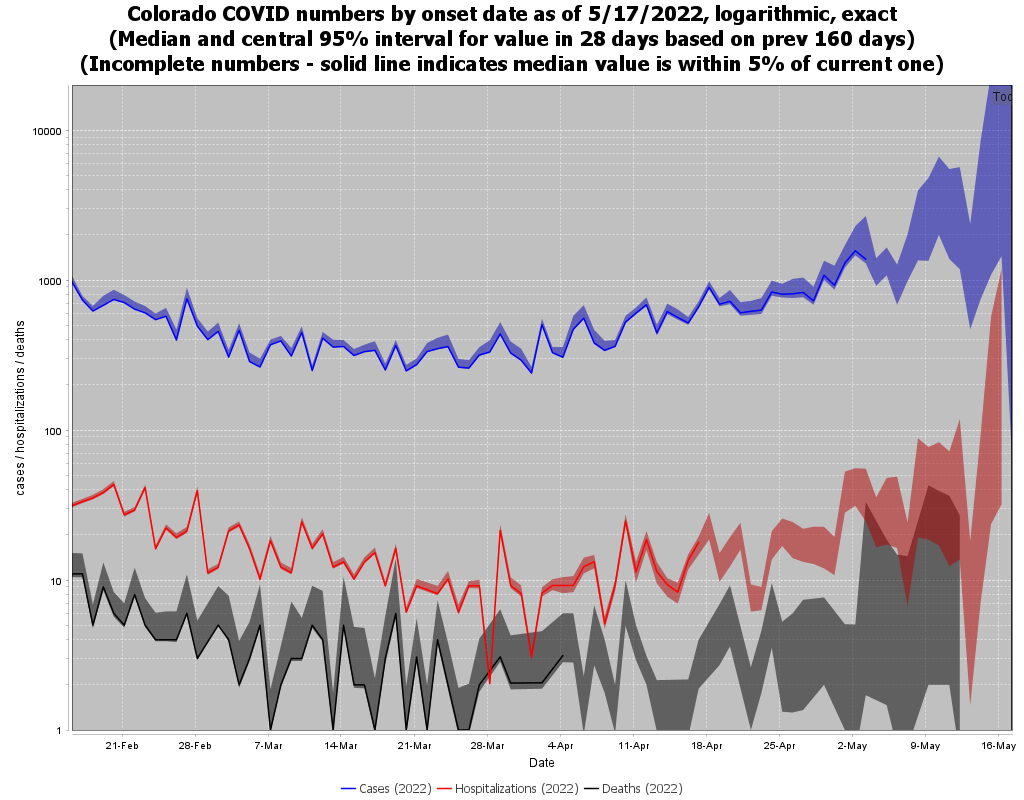 Colorado COVID numbers by onset date as of 5/17/2022, logarithmic, exact
(Median and central 95% interval for value in 28 days based on prev 160 days)
(Incomplete numbers - solid line indicates median value is within 5% of current one)
10000
1000
100
10
1
cases / hospitalizations / deaths
21-Feb 28-Feb 7-Mar 14-Mar 21-Mar 28-Mar 4-Apr 11-Apr 18-Apr 25-Apr 2-May 9-May 16-May
Date
Cases (2022) Hospitalizations (2022) Deaths (2022)